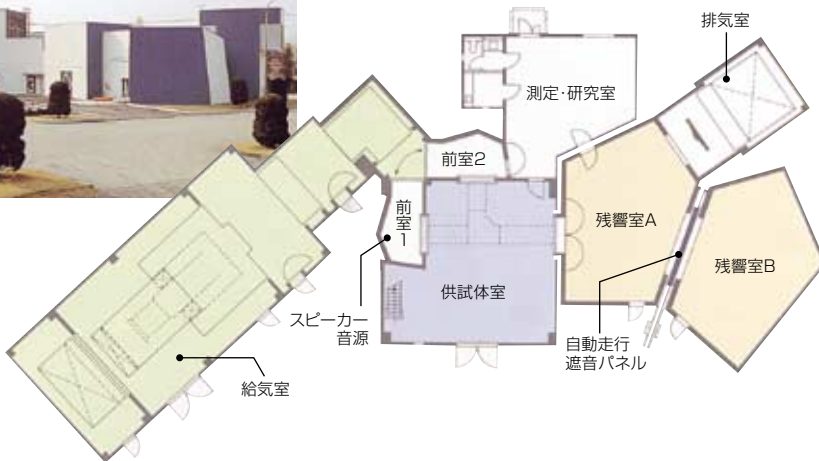 排気室
測定・研究室
前室2
前室1
残響室A
残響室B
供試体室
スピーカー
音源
自動走行
遮音パネル
給気室